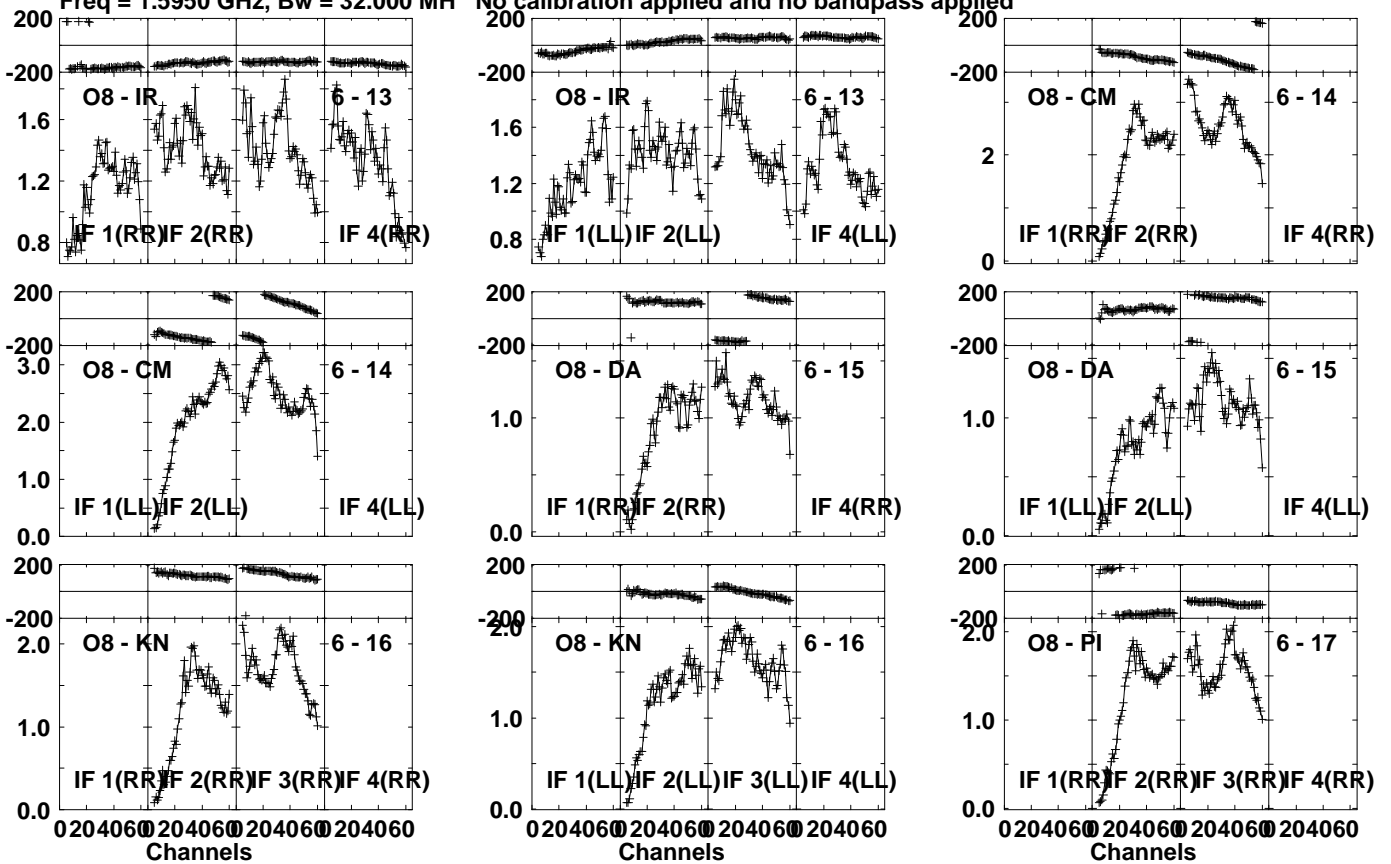 Freq = 1.5950 GHz, Bw = 32.000 MH No calibration applied and no bandpass applied
200
-200
O8 - IR 6 - 13
1.6
1.2
0.8
IF 1(RR) IF 2(RR) IF 4(RR)
200
-200
O8 - IR 6 - 13
1.6
1.2
0.8
IF 1(LL) IF 2(LL) IF 4(LL)
200
-200
O8 - CM 6 - 14
2
0
IF 1(RR) IF 2(RR) IF 4(RR)
200
-200
O8 - CM 6 - 14
3.0
2.0
1.0
0.0
IF 1(LL) IF 2(LL) IF 4(LL)
200
-200
O8 - DA 6 - 15
1.0
0.0
IF 1(RR) IF 2(RR) IF 4(RR)
200
-200
O8 - DA 6 - 15
1.0
0.0
IF 1(LL) IF 2(LL) IF 4(LL)
200
-200
O8 - KN 6 - 16
2.0
1.0
0.0
IF 1(RR) IF 2(RR) IF 3(RR) IF 4(RR)
0 20 40 60 0 20 40 60 0 20 40 60 0 20 40 60
Channels
200
-200
O8 - KN 6 - 16
2.0
1.0
0.0
IF 1(LL) IF 2(LL) IF 3(LL) IF 4(LL)
0 20 40 60 0 20 40 60 0 20 40 60 0 20 40 60
Channels
200
-200
O8 - PI 6 - 17
2.0
1.0
0.0
IF 1(RR) IF 2(RR) IF 3(RR) IF 4(RR)
0 20 40 60 0 20 40 60 0 20 40 60 0 20 40 60
Channels